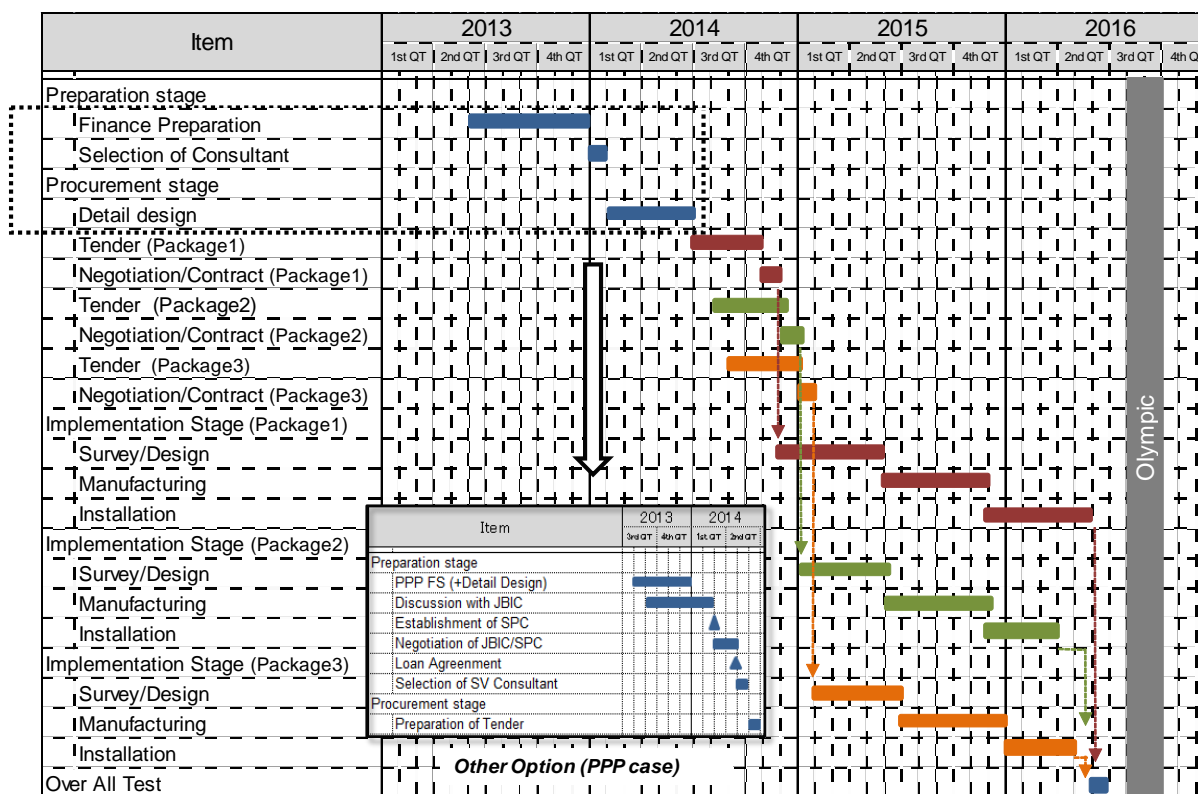 Item 2013 2014 2015 2016
1st QT 2nd QT 3rd QT 4th QT 1st QT 2nd QT 3rd QT 4th QT 1st QT 2nd QT 3rd QT 4th QT 1st QT 2nd QT 3rd QT 4th Q
Preparation stage
Finance Preparation
Selection of Consultant
Procurement stage
Detail design
Tender (Package1)
Negotiation/Contract (Package1)
Tender (Package2)
Negotiation/Contract (Package2)
Tender (Package3)
Negotiation/Contract (Package3)
Implementation Stage (Package1)
Survey/Design
Manufacturing
Installation
Implementation Stage (Package2)
Survey/Design
Manufacturing
Installation
Implementation Stage (Package3)
Survey/Design
Manufacturing
Installation
Over All Test
Olympic
Item 2013 2014
3rd QT 4th QT 1st QT 2nd QT
Preparation stage
PPP FS (+Detail Design)
Discussion with JBIC
Establishment of SPC
Negotiation of JBIC/SPC
Loan Agreenment
Selection of SV Consultant
Procurement stage
Preparation of Tender
Other Option (PPP case)